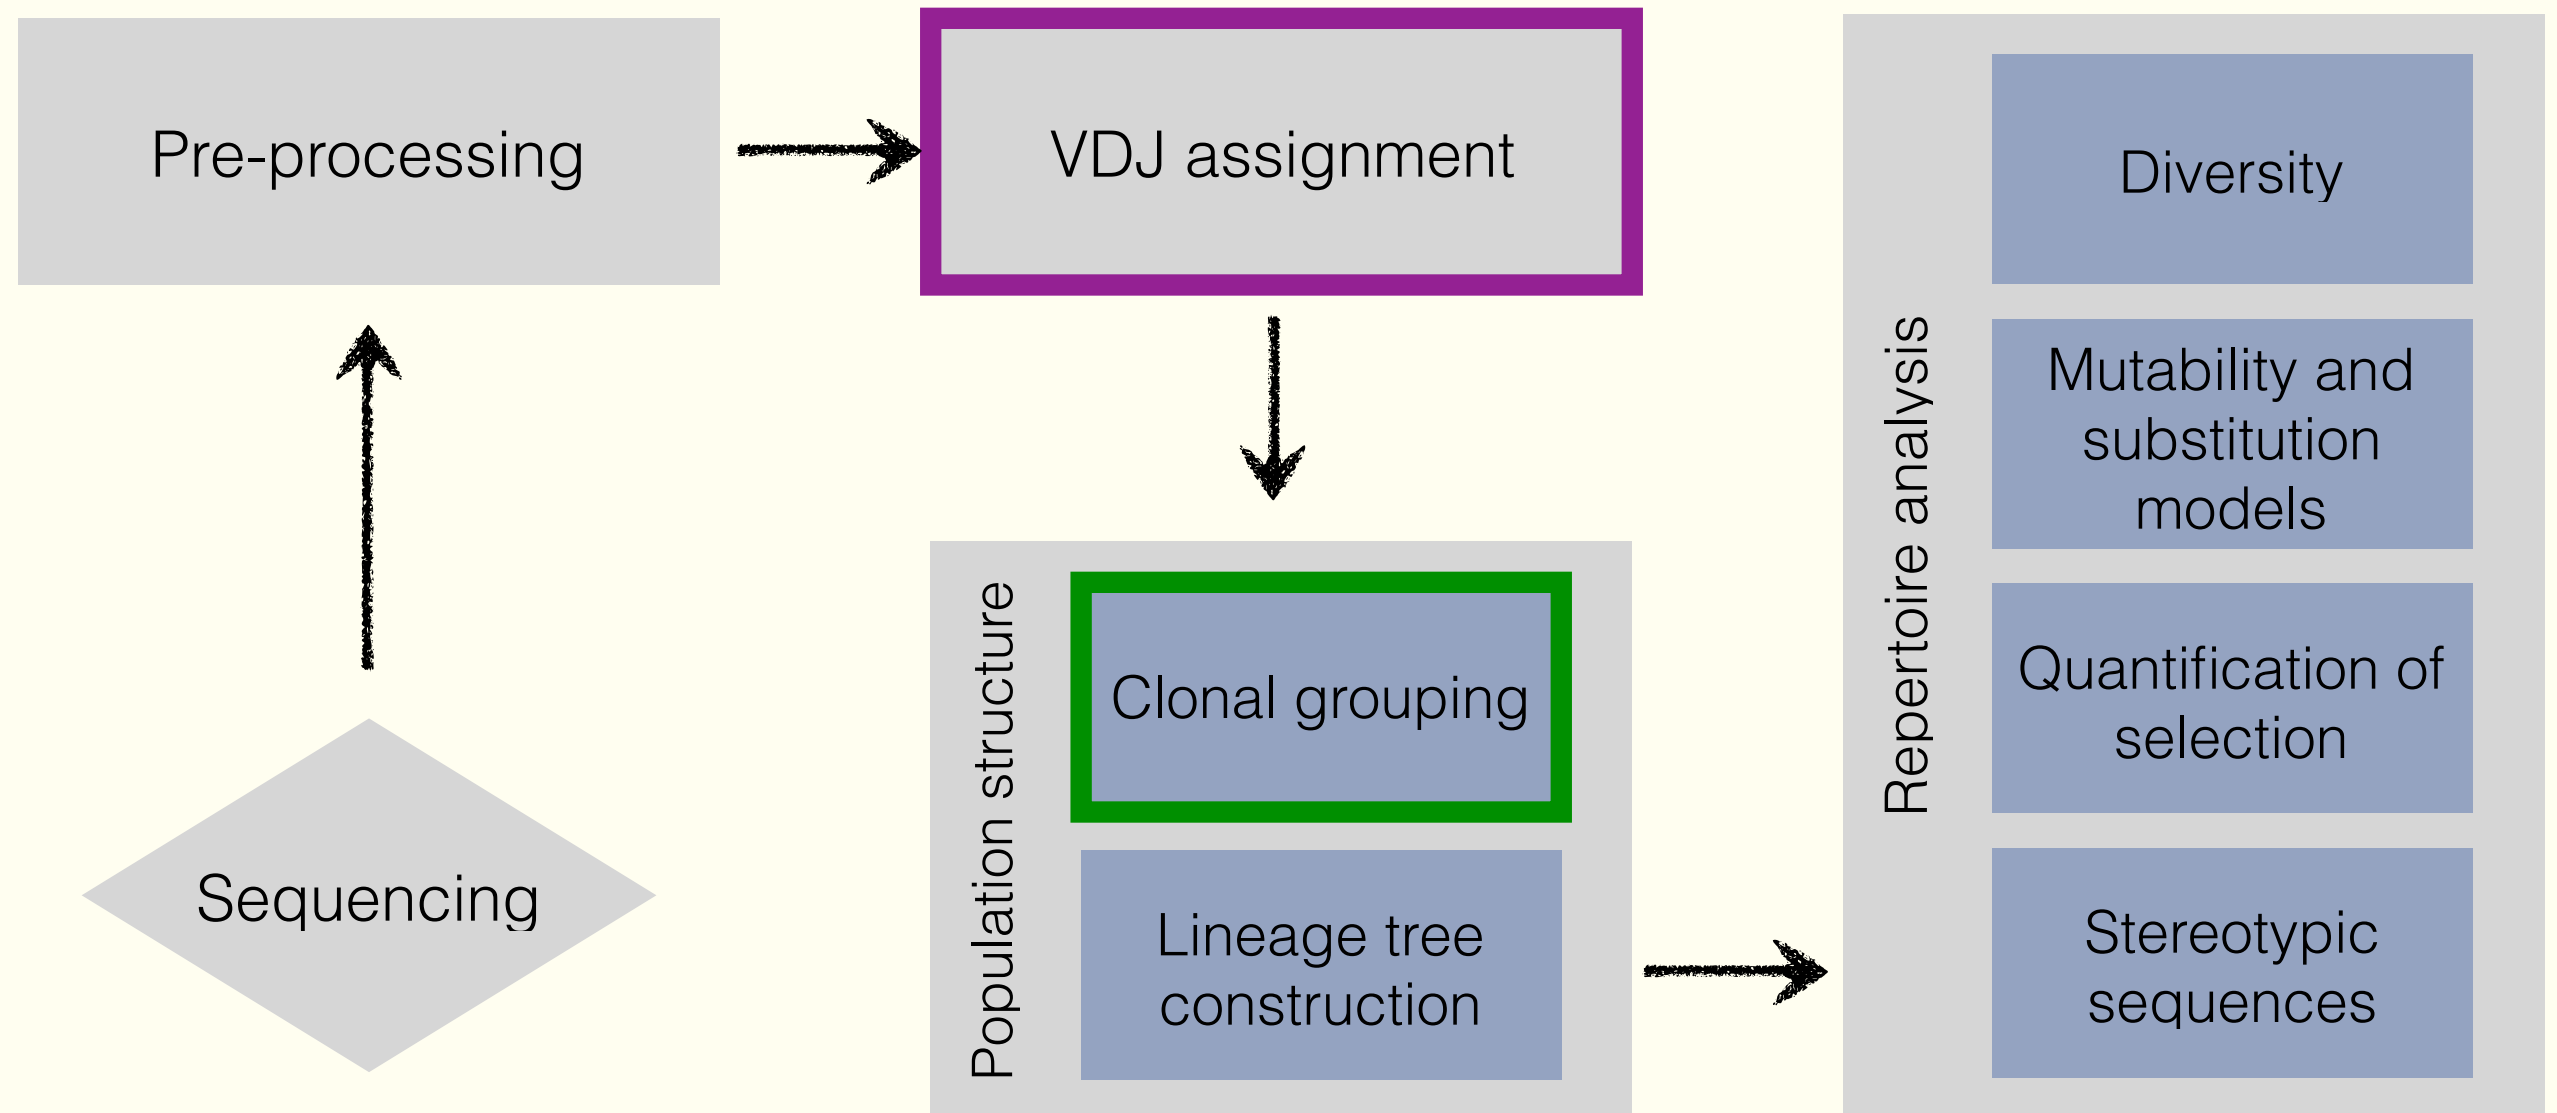 Pre-processing
VDJ assignment
Sequencing
Population structure
Clonal grouping
Lineage tree
construction
Repertoire analysis
Diversity
Mutability and
substitution
models
Quantification of
selection
Stereotypic
sequences